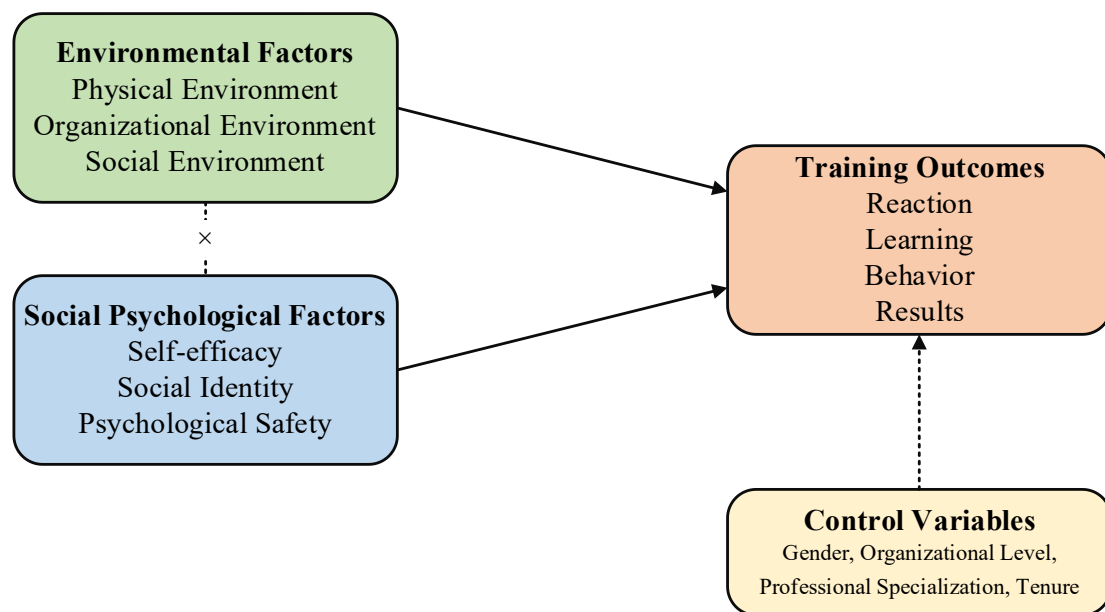 Environmental Factors
Physical Environment
Organizational Environment
Social Environment
×
Social Psychological Factors
Self-efficacy
Social Identity
Psychological Safety
Training Outcomes
Reaction
Learning
Behavior
Results
Control Variables
Gender, Organizational Level,
Professional Specialization, Tenure